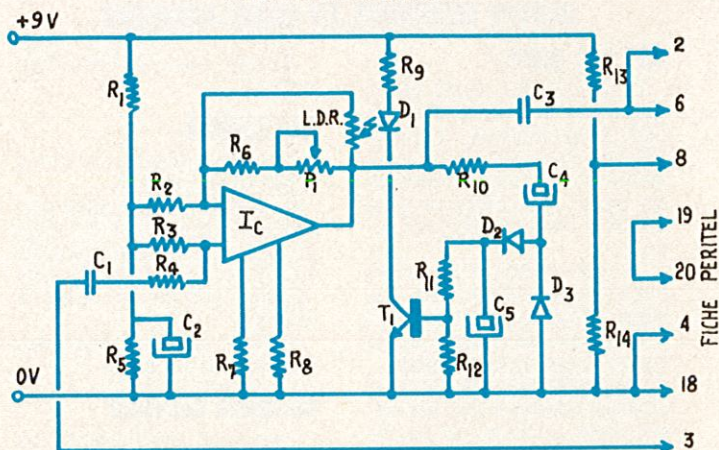 +9V
2
R1
R9
R13
L.D.R.
D1
C3
6
R6
P1
8
R2
R10
C4
IC
R3
D2
19
C1
R4
R11
D3
20
T1
C5
4
C2
R5
R7
R8
R12
R14
0V
18
3
FICHE PERITEL